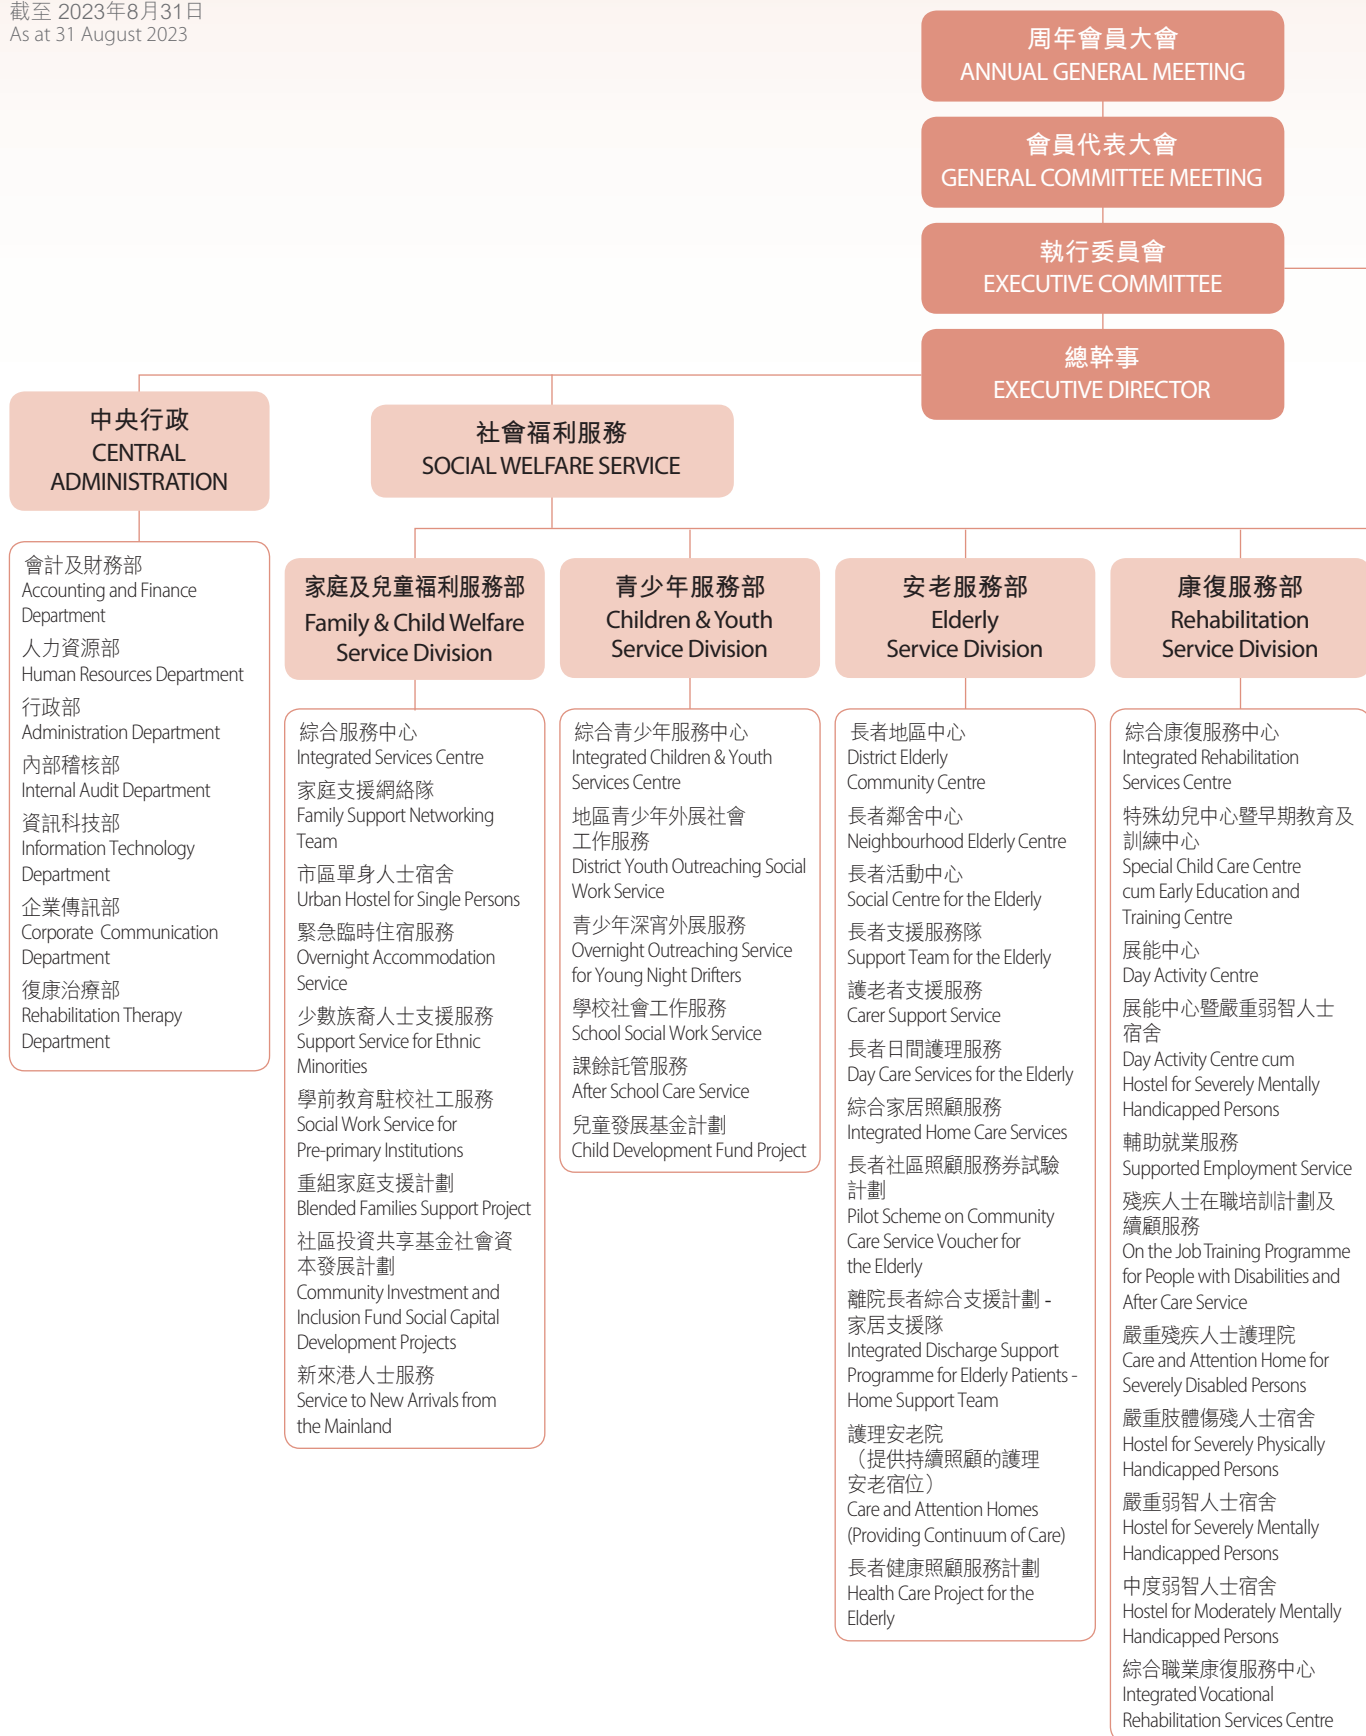 截至 2023年8月31日
As at 31 August 2023
周年會員大會
ANNUAL GENERAL MEETING
會員代表大會
GENERAL COMMITTEE MEETING
執行委員會
EXECUTIVE COMMITTEE
總幹事
EXECUTIVE DIRECTOR
中央行政
CENTRAL
ADMINISTRATION
社會福利服務
SOCIAL WELFARE SERVICE
會計及財務部
Accounting and Finance
Department
人力資源部
Human Resources Department
行政部
Administration Department
內部稽核部
Internal Audit Department
資訊科技部
Information Technology
Department
企業傳訊部
Corporate Communication
Department
復康治療部
Rehabilitation Therapy
Department
家庭及兒童福利服務部
Family & Child Welfare
Service Division
綜合服務中心
Integrated Services Centre
家庭支援網絡隊
Family Support Networking
Team
市區單身人士宿舍
Urban Hostel for Single Persons
緊急臨時住宿服務
Overnight Accommodation
Service
少數族裔人士支援服務
Support Service for Ethnic
Minorities
學前教育駐校社工服務
Social Work Service for
Pre-primary Institutions
重組家庭支援計劃
Blended Families Support Project
社區投資共享基金社會資
本發展計劃
Community Investment and
Inclusion Fund Social Capital
Development Projects
新來港人士服務
Service to New Arrivals from
the Mainland
青少年服務部
Children & Youth
Service Division
綜合青少年服務中心
Integrated Children & Youth
Services Centre
地區青少年外展社會
工作服務
District Youth Outreaching Social
Work Service
青少年深宵外展服務
Overnight Outreaching Service
for Young Night Drifters
學校社會工作服務
School Social Work Service
課餘託管服務
After School Care Service
兒童發展基金計劃
Child Development Fund Project
安老服務部
Elderly
Service Division
長者地區中心
District Elderly
Community Centre
長者鄰舍中心
Neighbourhood Elderly Centre
長者活動中心
Social Centre for the Elderly
長者支援服務隊
Support Team for the Elderly
護老者支援服務
Carer Support Service
長者日間護理服務
Day Care Services for the Elderly
綜合家居照顧服務
Integrated Home Care Services
長者社區照顧服務券試驗
計劃
Pilot Scheme on Community
Care Service Voucher for
the Elderly
離院長者綜合支援計劃 -
家居支援隊
Integrated Discharge Support
Programme for Elderly Patients -
Home Support Team
護理安老院
（提供持續照顧的護理
安老宿位）
Care and Attention Homes
(Providing Continuum of Care)
長者健康照顧服務計劃
Health Care Project for the
Elderly
康復服務部
Rehabilitation
Service Division
綜合康復服務中心
Integrated Rehabilitation
Services Centre
特殊幼兒中心暨早期教育及
訓練中心
Special Child Care Centre
cum Early Education and
Training Centre
展能中心
Day Activity Centre
展能中心暨嚴重弱智人士
宿舍
Day Activity Centre cum
Hostel for Severely Mentally
Handicapped Persons
輔助就業服務
Supported Employment Service
殘疾人士在職培訓計劃及
續顧服務
On the Job Training Programme
for People with Disabilities and
After Care Service
嚴重殘疾人士護理院
Care and Attention Home for
Severely Disabled Persons
嚴重肢體傷殘人士宿舍
Hostel for Severely Physically
Handicapped Persons
嚴重弱智人士宿舍
Hostel for Severely Mentally
Handicapped Persons
中度弱智人士宿舍
Hostel for Moderately Mentally
Handicapped Persons
綜合職業康復服務中心
Integrated Vocational
Rehabilitation Services Centre